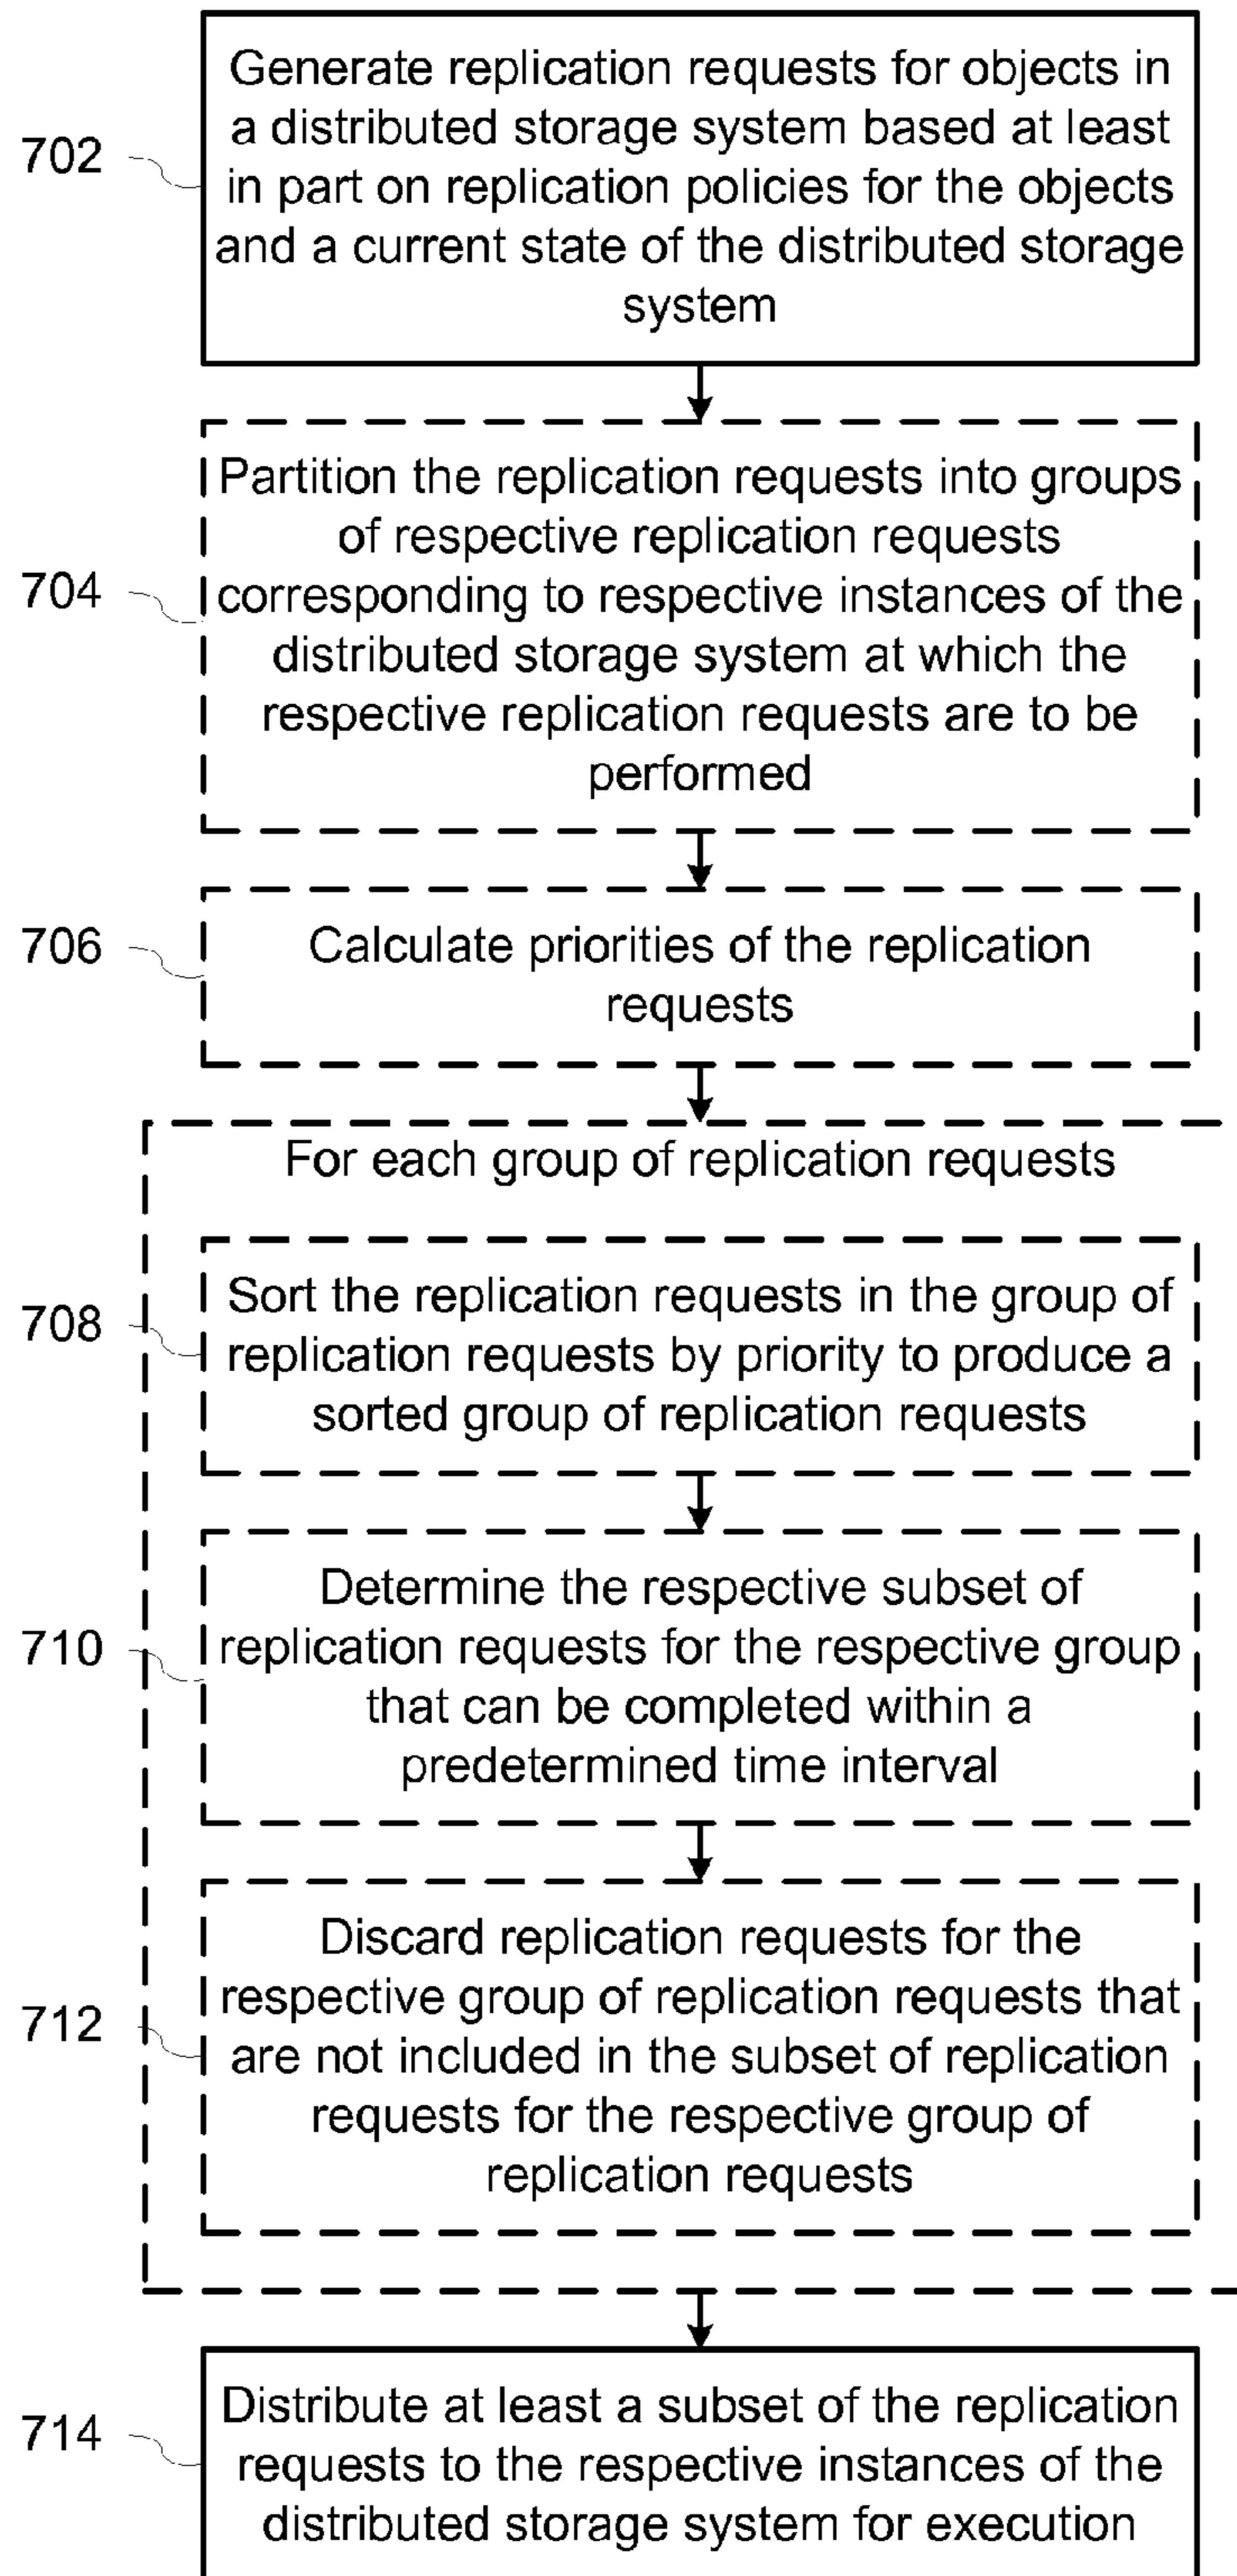 Generate replication requests for objects in
a distributed storage system based at least
in part on replication policies for the objects
and a current state of the distributed storage
system
702
Partition the replication requests into groups
of respective replication requests
corresponding to respective instances of the
distributed storage system at which the
respective replication requests are to be
performed
704
Calculate priorities of the replication
requests
706
For each group of replication requests
Sort the replication requests in the group of
replication requests by priority to produce a
sorted group of replication requests
708
Determine the respective subset of
replication requests for the respective group
that can be completed within a
predetermined time interval
710
Discard replication requests for the
respective group of replication requests that
are not included in the subset of replication
requests for the respective group of
replication requests
712
Distribute at least a subset of the replication
requests to the respective instances of the
distributed storage system for execution
714